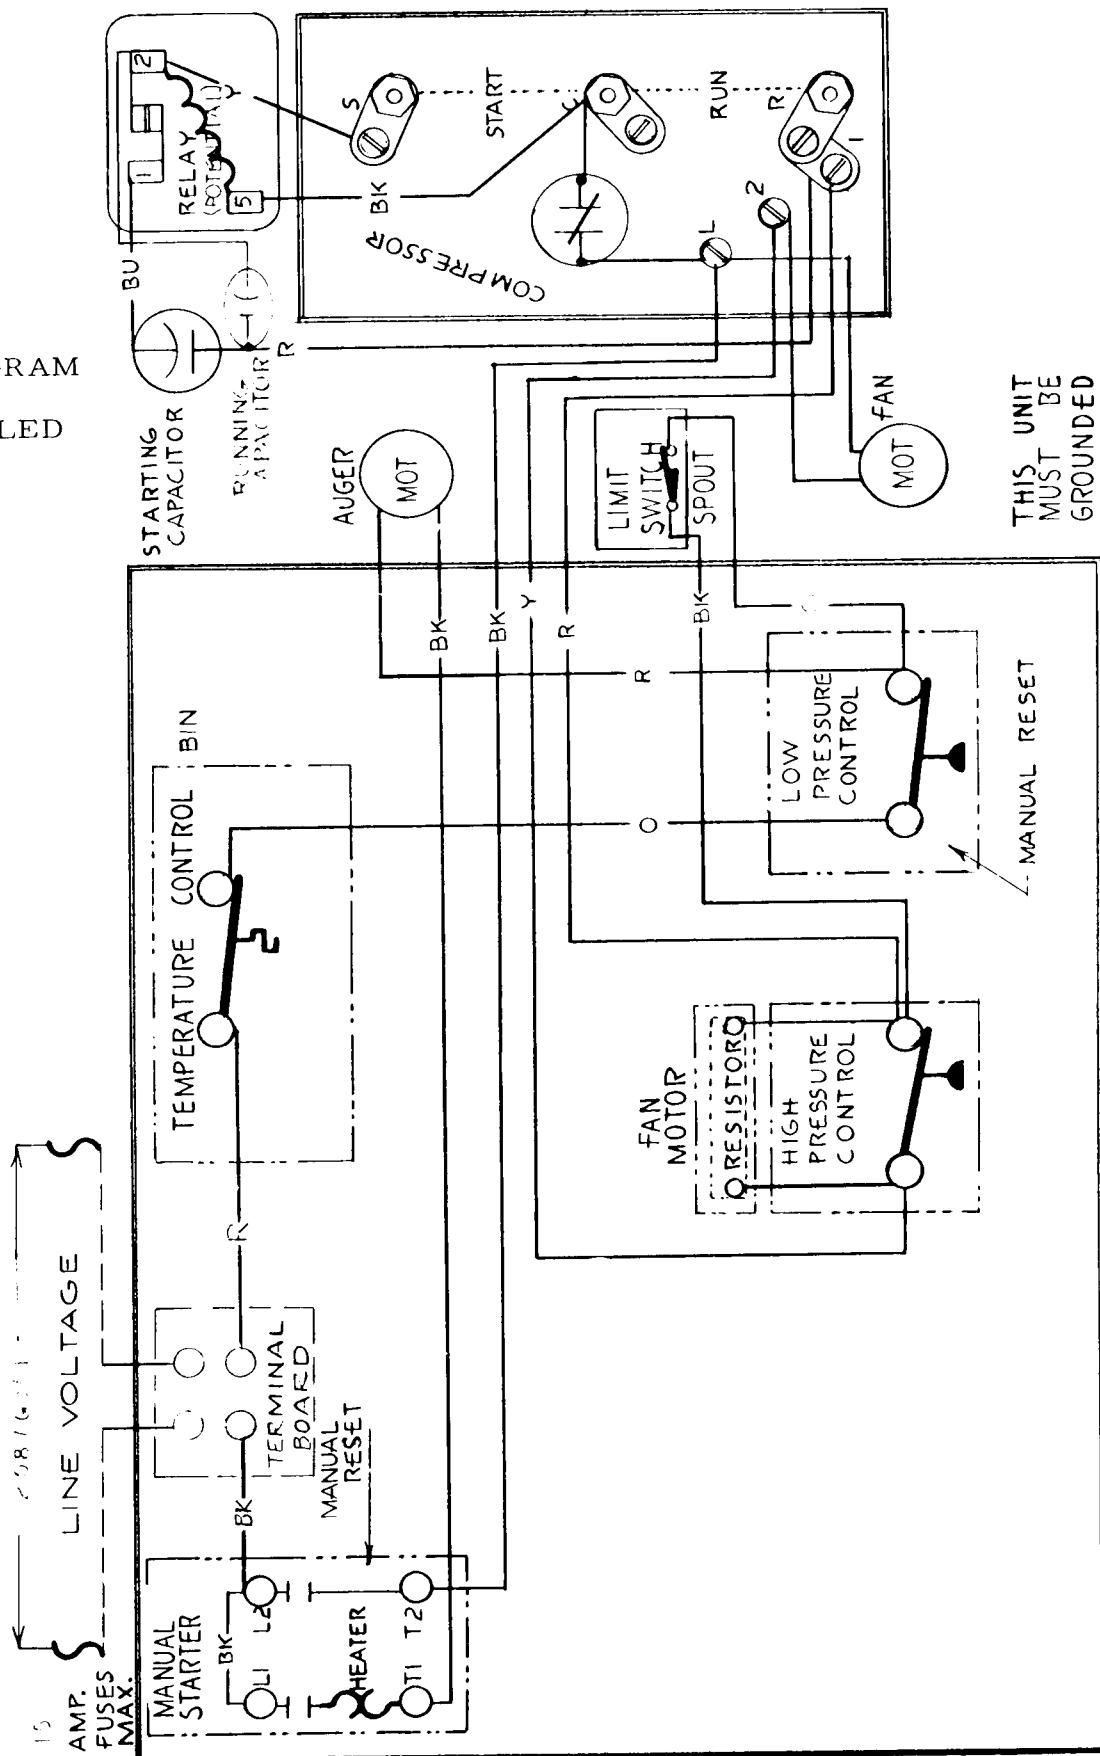 GRAM
LED
AMP.
FUSES
MAX.
LINE VOLTAGE
MANUAL
STARTER
BK
L1
L2
HEATER
T1
T2
BK
TERMINAL
BOARD
MANUAL
RESET
R
TEMPERATURE CONTROL
BIN
STARTING
CAPACITOR
BU
R
RELAY
1
2
5
Y
BK
COMPRESSOR
S
START
C
RUN
R
1
2
L
AUGER
MOT
BK
BK
Y
R
LIMIT
SWITCH
SPOUT
BK
R
O
FAN
MOT
FAN
MOTOR
RESISTOR
HIGH
PRESSURE
CONTROL
LOW
PRESSURE
CONTROL
MANUAL RESET
THIS UNIT
MUST BE
GROUNDED